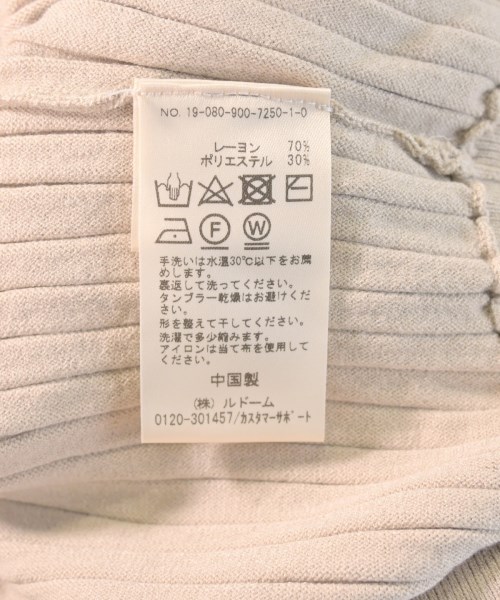 NO. 19-080-900-7250-1-0
レーヨン 70%
ポリエステル 30%
F W
手洗いは水温30℃以下をお薦
めします。
裏返して洗ってください。
タンブラー乾燥はお避けくだ
さい。
形を整えて干してください。
洗濯で多少縮みます。
アイロンは当て布を使用して
ください。
中国製
(株) ルドーム
0120-301457/カスタマーサポート